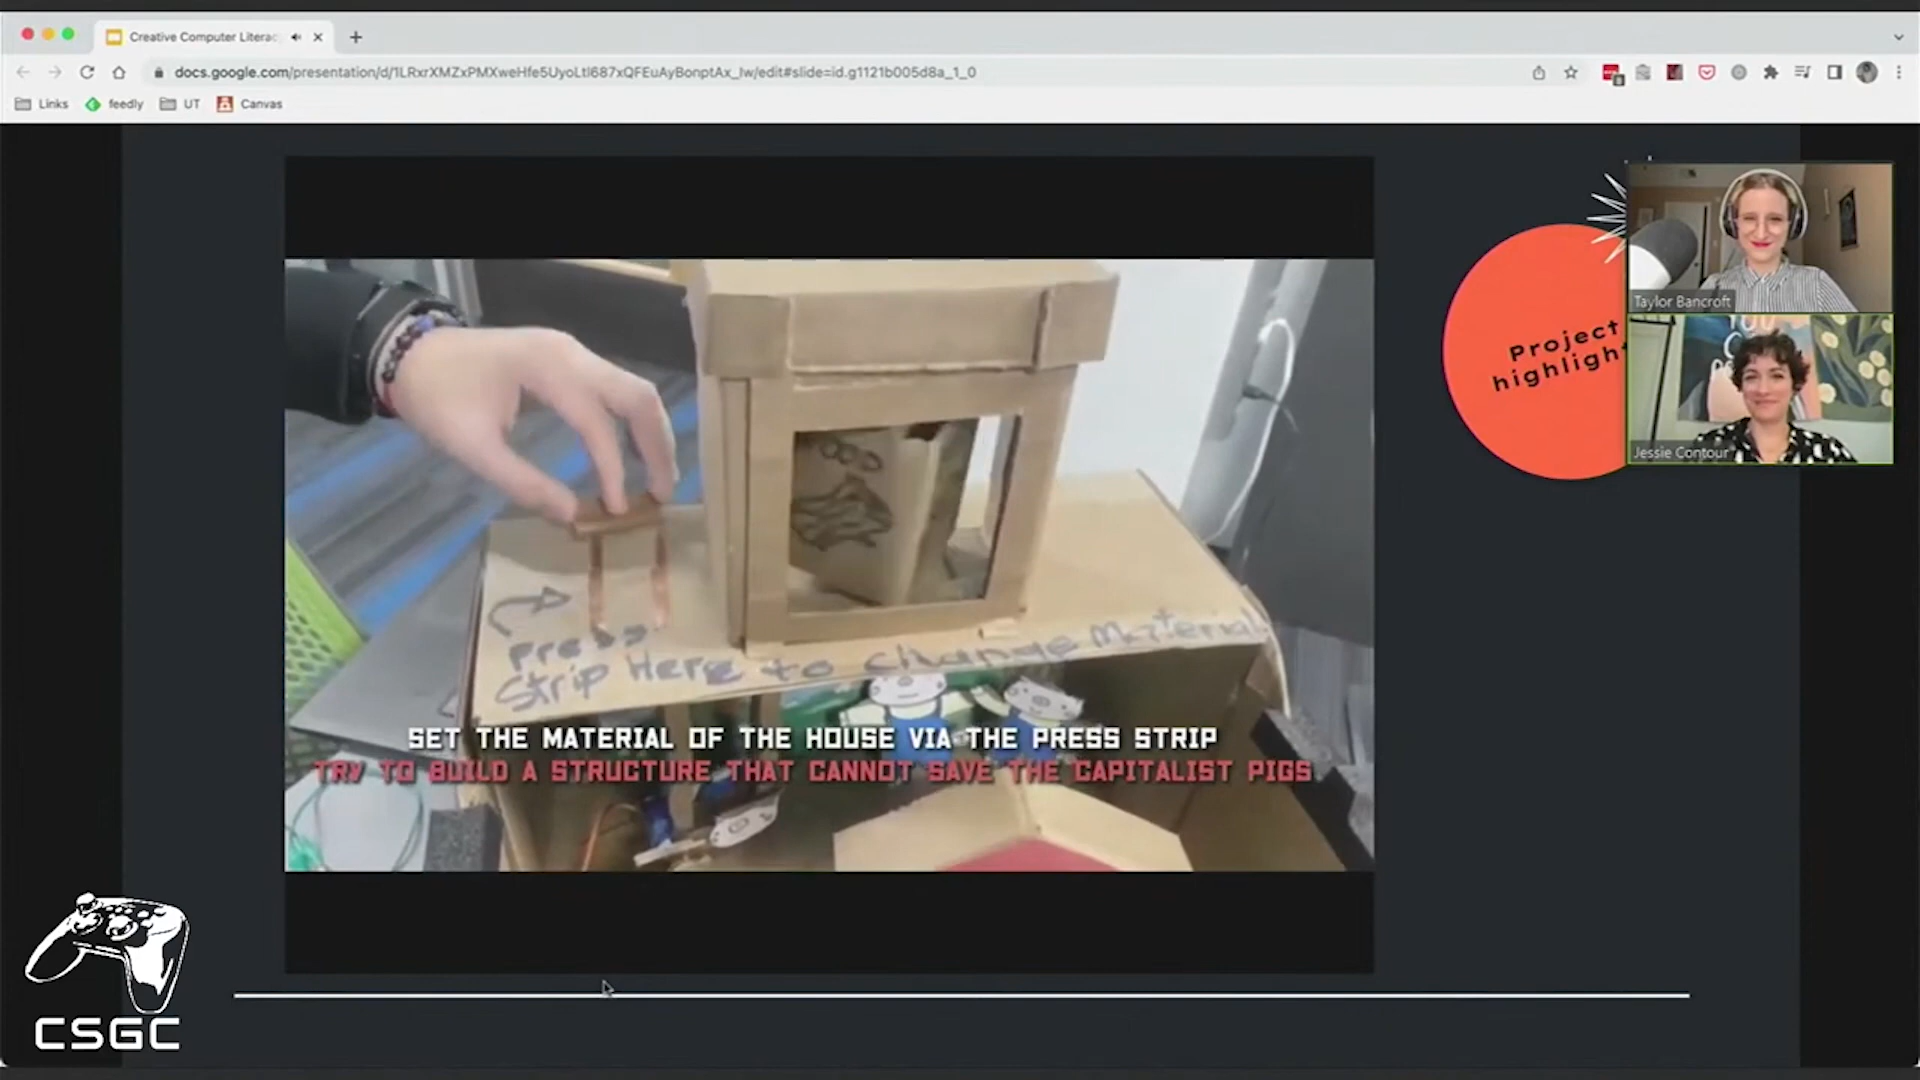 Creative Computer Literac
docs.google.com/presentation/d/1LRxrXMZxPMXweHfe5UyoLtl687xQFEuAyBonptAx_Iw/edit#slide=id.g1121b005d8a_1_0
Links
feedly
UT
Canvas
Project
highligh
Taylor Bancroft
Jessie Contour
Press
Strip Here to change Material
SET THE MATERIAL OF THE HOUSE VIA THE PRESS STRIP
TRY TO BUILD A STRUCTURE THAT CANNOT SAVE THE CAPITALIST PIGS
CSGC